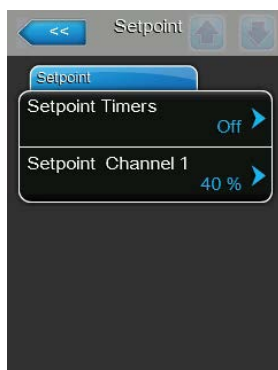 << Setpoint
Setpoint
Setpoint Timers
Off
Setpoint Channel 1
40 %